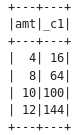 +---+---+
|amt|_c1|
+---+---+
|  4| 16|
|  8| 64|
| 10|100|
| 12|144|
+---+---+